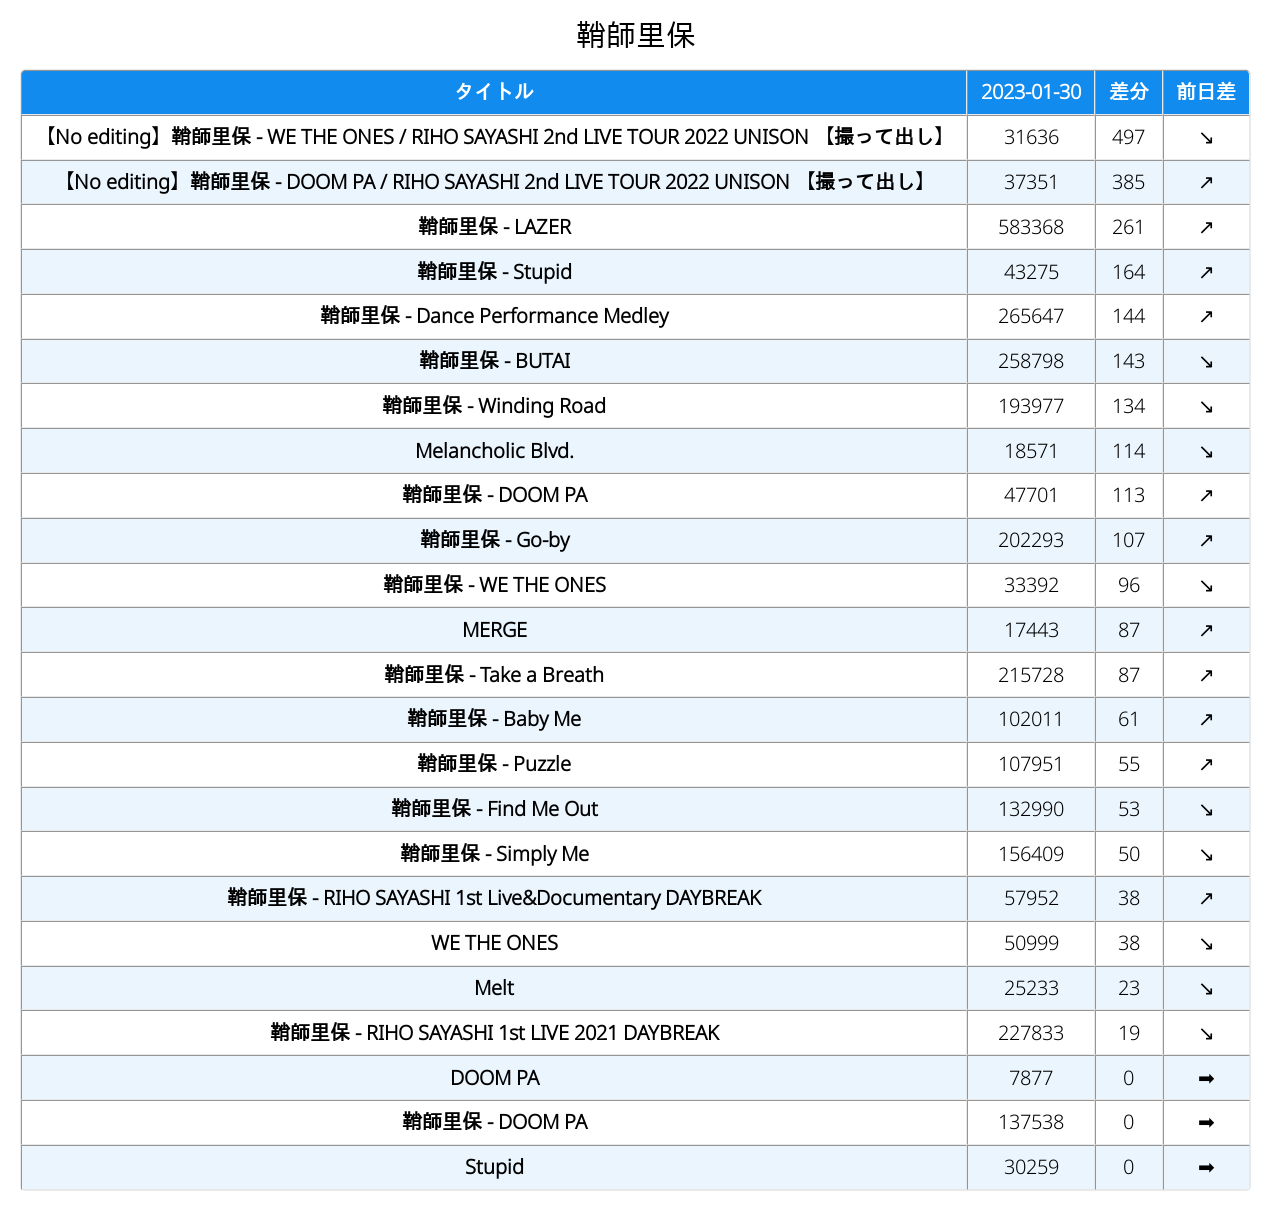 鞘師里保
タイトル 2023-01-30 差分 前日差
【No editing】鞘師里保 - WE THE ONES / RIHO SAYASHI 2nd LIVE TOUR 2022 UNISON 【撮って出し】 31636 497 ↘
【No editing】鞘師里保 - DOOM PA / RIHO SAYASHI 2nd LIVE TOUR 2022 UNISON 【撮って出し】 37351 385 ↗
鞘師里保 - LAZER 583368 261 ↗
鞘師里保 - Stupid 43275 164 ↗
鞘師里保 - Dance Performance Medley 265647 144 ↗
鞘師里保 - BUTAI 258798 143 ↘
鞘師里保 - Winding Road 193977 134 ↘
Melancholic Blvd. 18571 114 ↘
鞘師里保 - DOOM PA 47701 113 ↗
鞘師里保 - Go-by 202293 107 ↗
鞘師里保 - WE THE ONES 33392 96 ↘
MERGE 17443 87 ↗
鞘師里保 - Take a Breath 215728 87 ↗
鞘師里保 - Baby Me 102011 61 ↗
鞘師里保 - Puzzle 107951 55 ↗
鞘師里保 - Find Me Out 132990 53 ↘
鞘師里保 - Simply Me 156409 50 ↘
鞘師里保 - RIHO SAYASHI 1st Live&Documentary DAYBREAK 57952 38 ↗
WE THE ONES 50999 38 ↘
Melt 25233 23 ↘
鞘師里保 - RIHO SAYASHI 1st LIVE 2021 DAYBREAK 227833 19 ↘
DOOM PA 7877 0 ➡
鞘師里保 - DOOM PA 137538 0 ➡
Stupid 30259 0 ➡